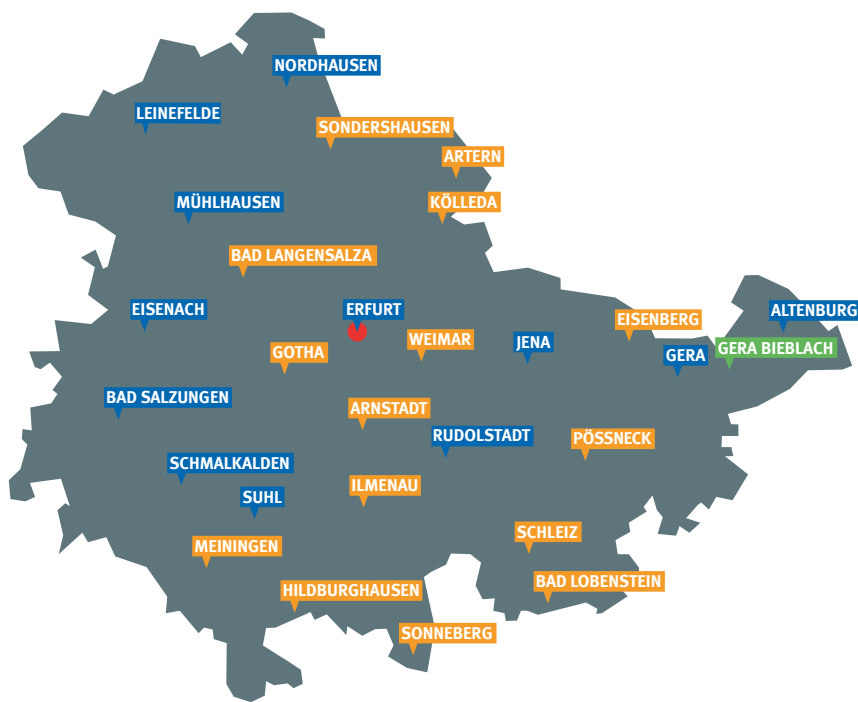 NORDHAUSEN
LEINEFELDE
SONDERSHAUSEN
ARTERN
MÜHLHAUSEN
KÖLLEDA
BAD LANGENSALZA
EISENACH
ERFURT
ALTENBURG
EISENBERG
WEIMAR
JENA
GERA BIEBLACH
GOTHA
GERA
BAD SALZUNGEN
ARNSTADT
RUDOLSTADT
PÖSSNECK
SCHMALKALDEN
ILMENAU
SUHL
SCHLEIZ
MEININGEN
BAD LOBENSTEIN
HILDBURGHAUSEN
SONNEBERG